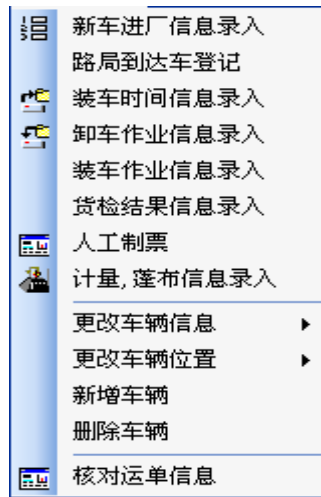 新车进厂信息录入
路局到达车登记
装车时间信息录入
卸车作业信息录入
装车作业信息录入
货检结果信息录入
人工制票
计量,蓬布信息录入
更改车辆信息
更改车辆位置
新增车辆
删除车辆
核对运单信息